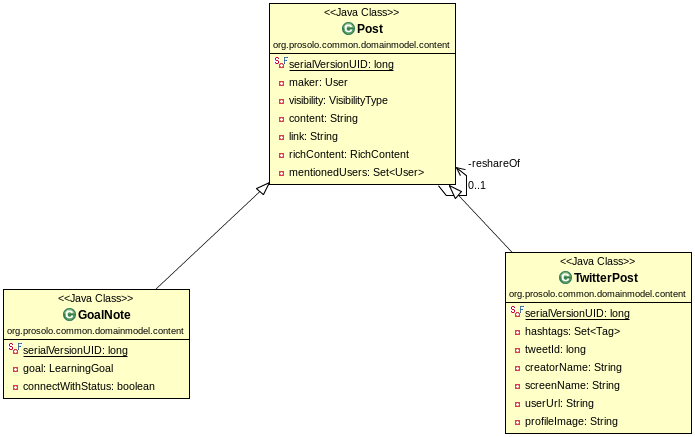 <<Java Class>>
Post
org.prosolo.common.domainmodel.content
serialVersionUID: long
maker: User
visibility: VisibilityType
content: String
link: String
richContent: RichContent
mentionedUsers: Set<User>
-reshareOf
0..1
<<Java Class>>
GoalNote
org.prosolo.common.domainmodel.content
serialVersionUID: long
goal: LearningGoal
connectWithStatus: boolean
<<Java Class>>
TwitterPost
org.prosolo.common.domainmodel.content
serialVersionUID: long
hashtags: Set<Tag>
tweetId: long
creatorName: String
screenName: String
userUrl: String
profileImage: String